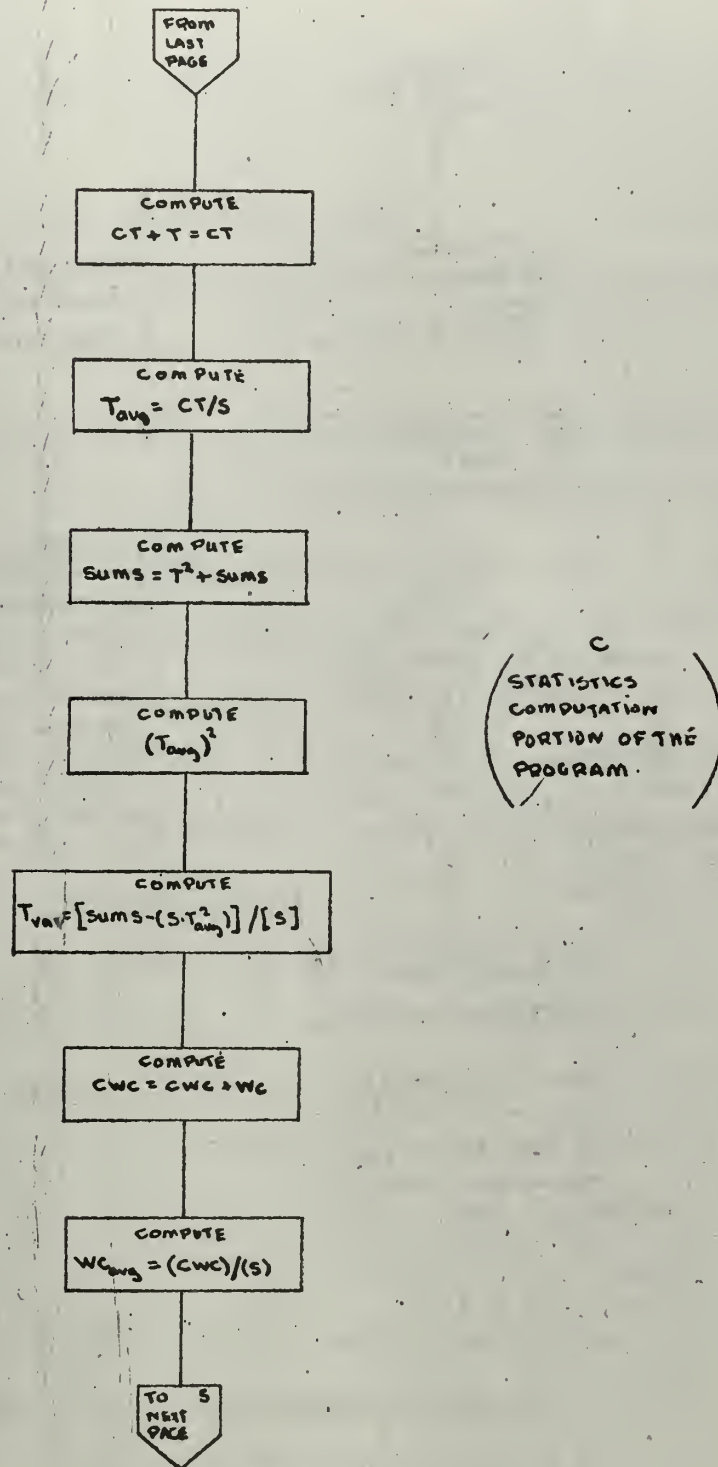 FROM
LAST
PAGE
COMPUTE
CT + T = CT
COMPUTE
Tavg = CT/S
COMPUTE
SUMS = T² + SUMS
COMPUTE
(Tavg)²
C
STATISTICS
COMPUTATION
PORTION OF THE
PROGRAM.
COMPUTE
Tvar = [SUMS-(S·T²avg)] / [S]
COMPUTE
CWC = CWC + WC
COMPUTE
WCavg = (CWC)/(S)
TO 5
NEXT
PAGE